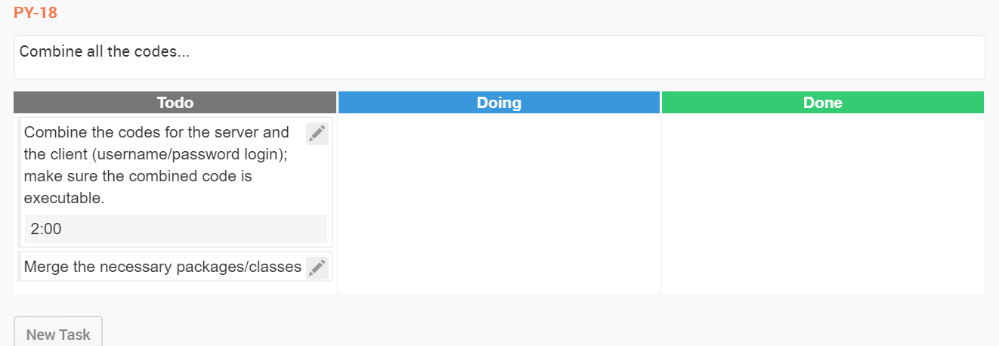 PY-18
Combine all the codes...
Todo
Doing
Done
Combine the codes for the server and
the client (username/password login);
make sure the combined code is
executable.
2:00
Merge the necessary packages/classes
New Task